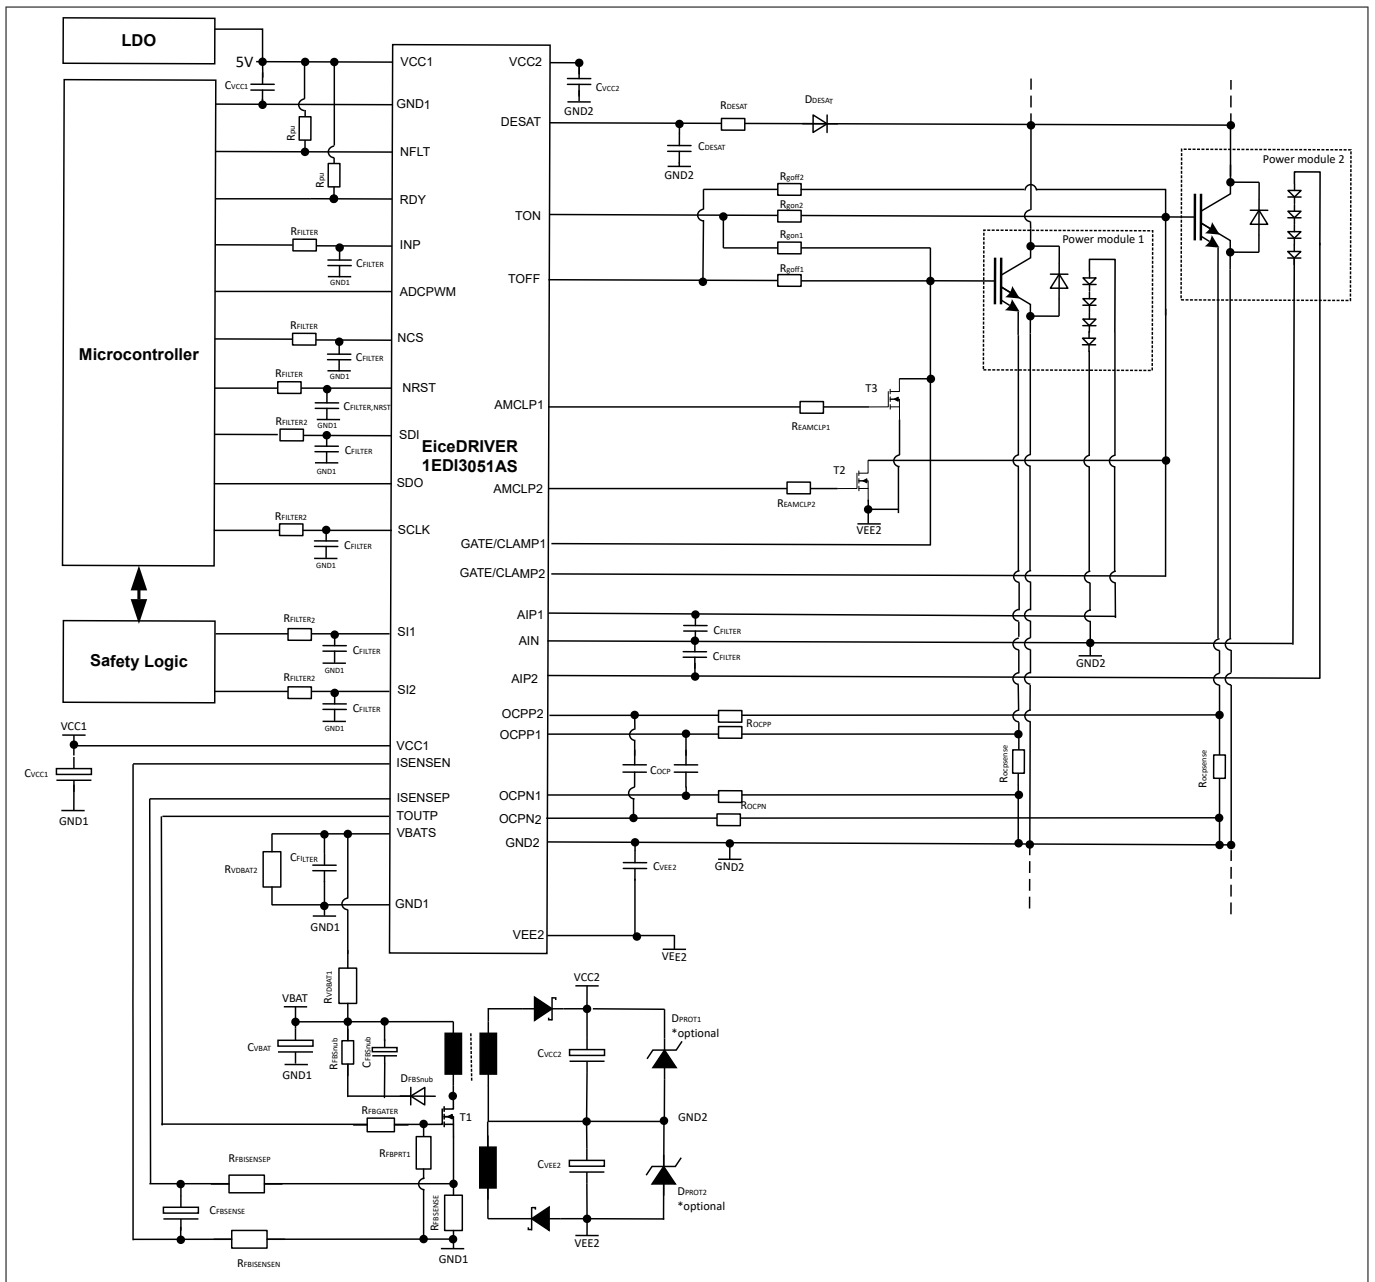 LDO
5V
CVCC1
VCC1
VCC2
CVCC2
GND2
GND1
Rpu
DESAT
RDESAT
DDESAT
CDESAT
GND2
NFLT
Rpu
RDY
Power module 2
Rgoff2
TON
Rgon2
RFILTER
INP
CFILTER
GND1
Rgon1
Power module 1
TOFF
Rgoff1
ADCPWM
RFILTER
NCS
CFILTER
GND1
Microcontroller
RFILTER
NRST
CFILTER,NRST
GND1
T3
AMCLP1
REAMCLP1
RFILTER2
SDI
CFILTER
GND1
EiceDRIVER
1EDI3051AS
T2
SDO
AMCLP2
REAMCLP2
VEE2
RFILTER2
SCLK
CFILTER
GND1
GATE/CLAMP1
GATE/CLAMP2
AIP1
CFILTER
RFILTER2
SI1
CFILTER
GND1
AIN
CFILTER
GND2
Safety Logic
RFILTER2
SI2
CFILTER
GND1
AIP2
OCPP2
ROCPP
OCPP1
VCC1
VCC1
CVCC1
GND1
ISENSEN
COCP
Rocpsense
Rocpsense
ISENSEP
OCPN1
ROCPN
TOUTP
OCPN2
VBATS
GND2
GND2
RVDBAT2
CFILTER
CVEE2
GND1
GND1
VEE2
VEE2
RVDBAT1
VBAT
VCC2
CVBAT
GND1
RFBSnub
CFBSnub
DPROT1
*optional
CVCC2
DFBSnub
RFBGATER
T1
GND2
RFBPRT1
RFBISENSEP
CVEE2
DPROT2
*optional
CFBSENSE
RFBSENSE
RFBISENSEN
GND1
VEE2